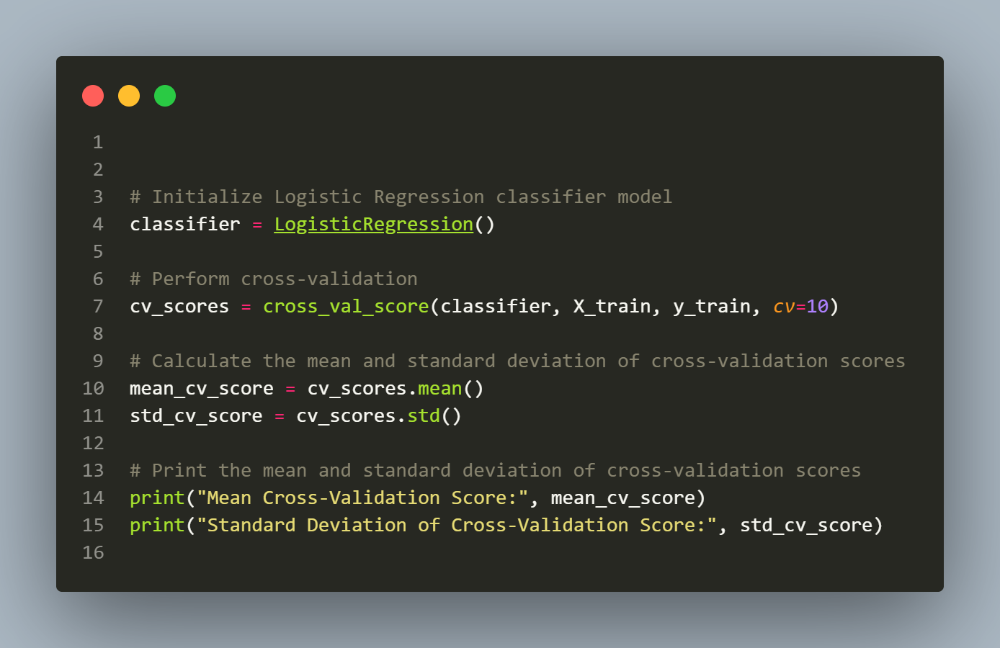 1
2
3 # Initialize Logistic Regression classifier model
4 classifier = LogisticRegression()
5
6 # Perform cross-validation
7 cv_scores = cross_val_score(classifier, X_train, y_train, cv=10)
8
9 # Calculate the mean and standard deviation of cross-validation scores
10 mean_cv_score = cv_scores.mean()
11 std_cv_score = cv_scores.std()
12
13 # Print the mean and standard deviation of cross-validation scores
14 print("Mean Cross-Validation Score:", mean_cv_score)
15 print("Standard Deviation of Cross-Validation Score:", std_cv_score)
16